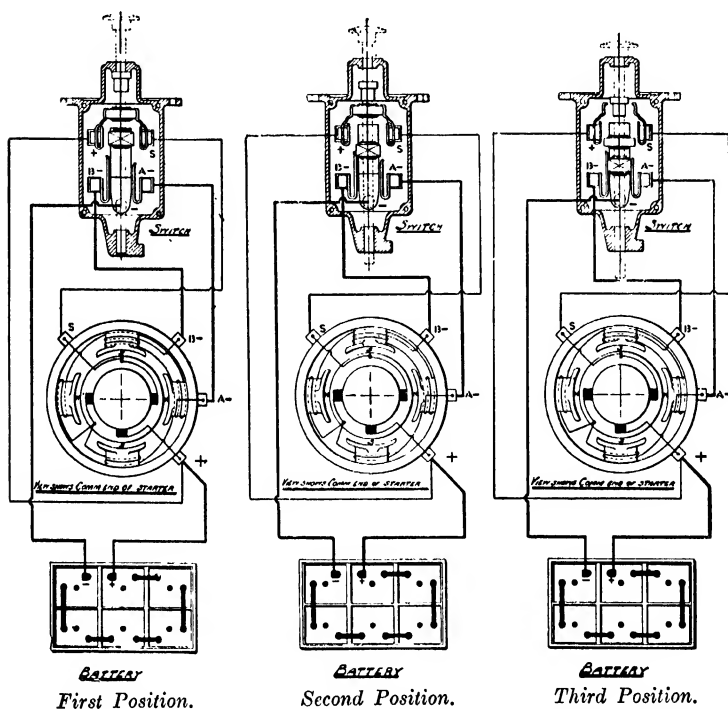 + S
B- A-
-
SWITCH
S B-
A-
+
VIEW SHOWS COMM END OF STARTER
- +
BATTERY
First Position.
+ S
B- A-
-
SWITCH
S B-
A-
+
VIEW SHOWS COMM END OF STARTER
- +
BATTERY
Second Position.
+ S
B- A-
-
SWITCH
S B-
A-
+
VIEW SHOWS COMM END OF STARTER
- +
BATTERY
Third Position.